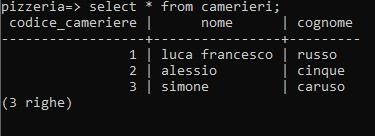 pizzeria=> select * from camerieri;
 codice_cameriere |      nome      | cognome
------------------+----------------+---------
                1 | luca francesco | russo
                2 | alessio        | cinque
                3 | simone         | caruso
(3 righe)